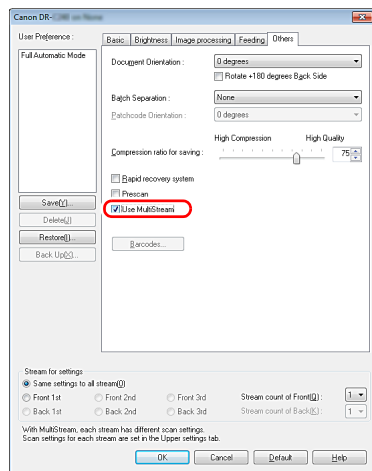 Canon DR-
User Preference :
Full Automatic Mode
Save(Y)...
Delete(J)
Restore(I)...
Back Up(X)...
Basic Brightness Image processing Feeding Others
Document Orientation : 0 degrees
Rotate +180 degrees Back Side
Batch Separation : None
Patchcode Orientation : 0 degrees
High Compression High Quality
Compression ratio for saving : 75
Rapid recovery system
Prescan
Use MultiStream
Barcodes...
Stream for settings
Same settings to all stream(0)
Front 1st Front 2nd Front 3rd Stream count of Front(Q) : 1
Back 1st Back 2nd Back 3rd Stream count of Back(K) : 1
With MultiStream, each stream has different scan settings.
Scan settings for each stream are set in the Upper settings tab.
OK Cancel Default Help